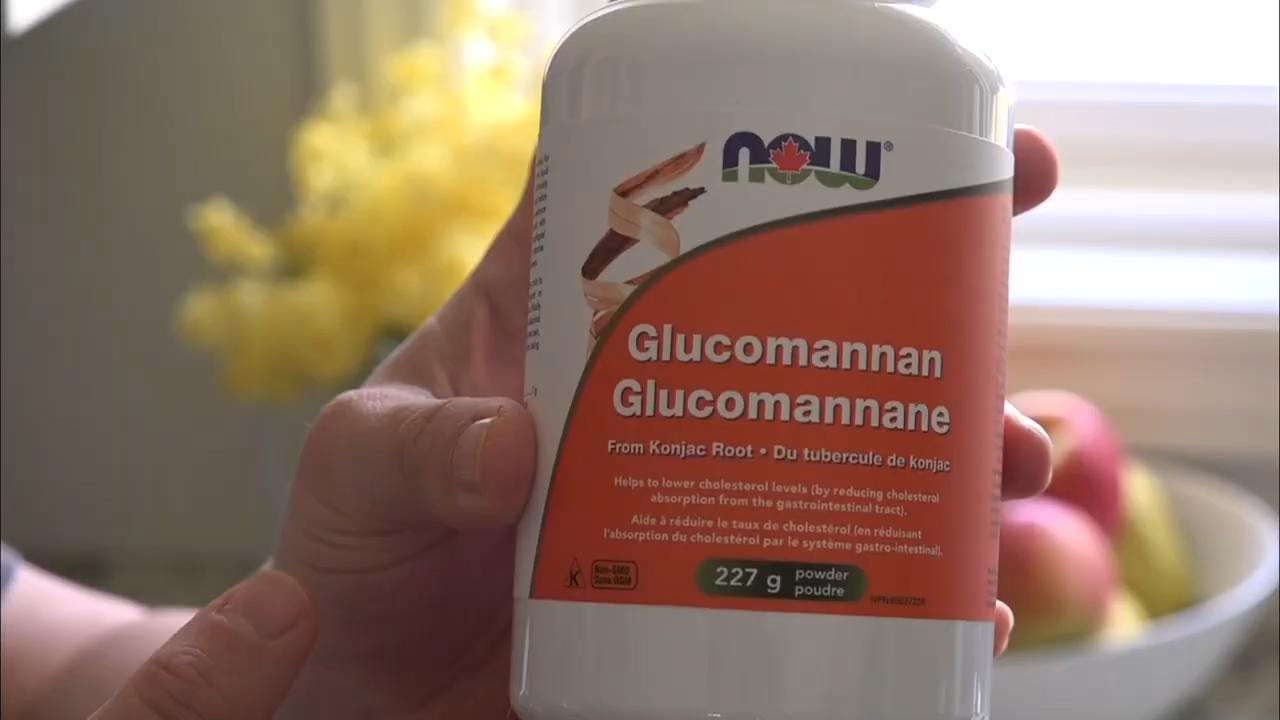 NOW®
Glucomannan
Glucomannane
From Konjac Root • Du tubercule de konjac
Helps to lower cholesterol levels (by reducing cholesterol
absorption from the gastrointestinal tract).
Aide à réduire le taux de cholestérol (en réduisant
l'absorption du cholestérol par le système gastro-intestinal).
K
Non-GMO
Sans OGM
227 g
powder
poudre